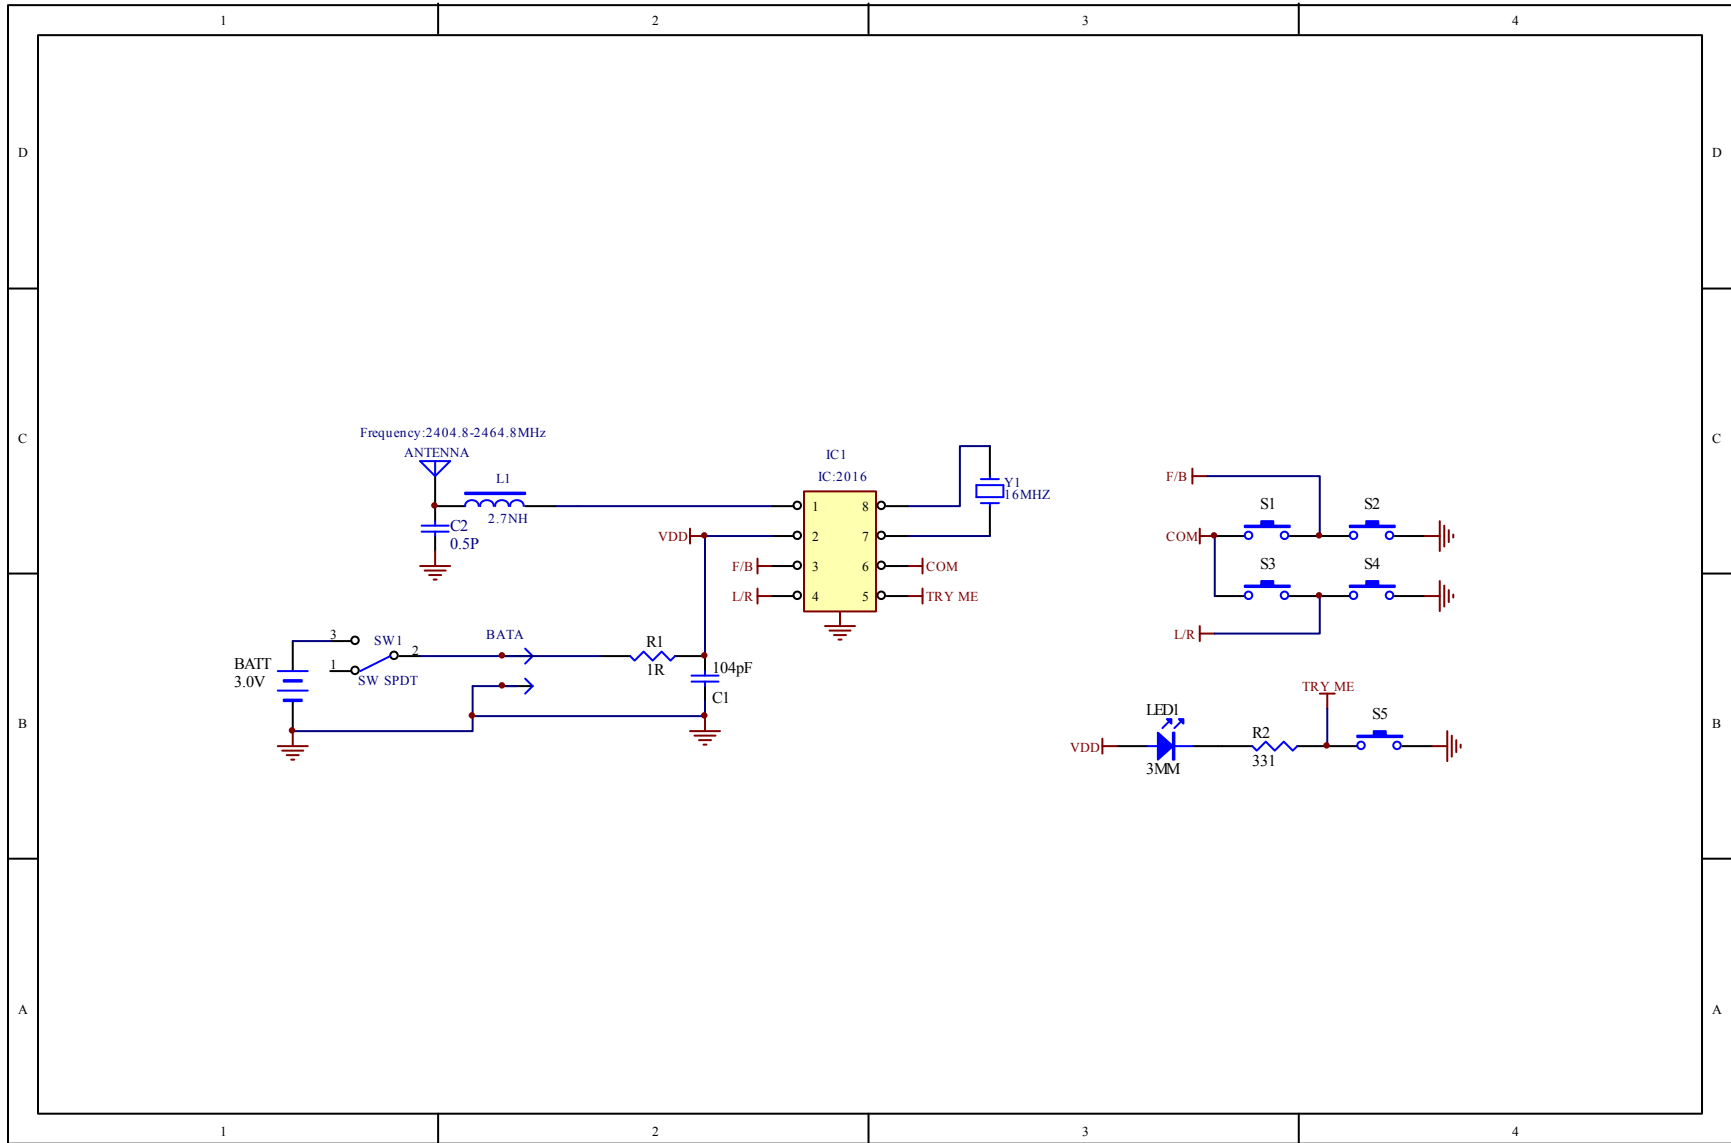 1 2 3 4
D D
Frequency:2404.8-2464.8MHz
ANTENNA
C C
IC1
IC:2016
L1
2.7NH
C2
0.5P
Y1
16MHZ
1 8
VDD 2 7
F/B 3 6 COM
L/R 4 5 TRY ME
F/B
S1 S2
COM
S3 S4
L/R
3
SW1
2
1
SW SPDT
BATT
3.0V
BATA
R1
1R
104pF
C1
TRY ME
B B
LED1
S5
R2
VDD
331
3MM
A A
1 2 3 4